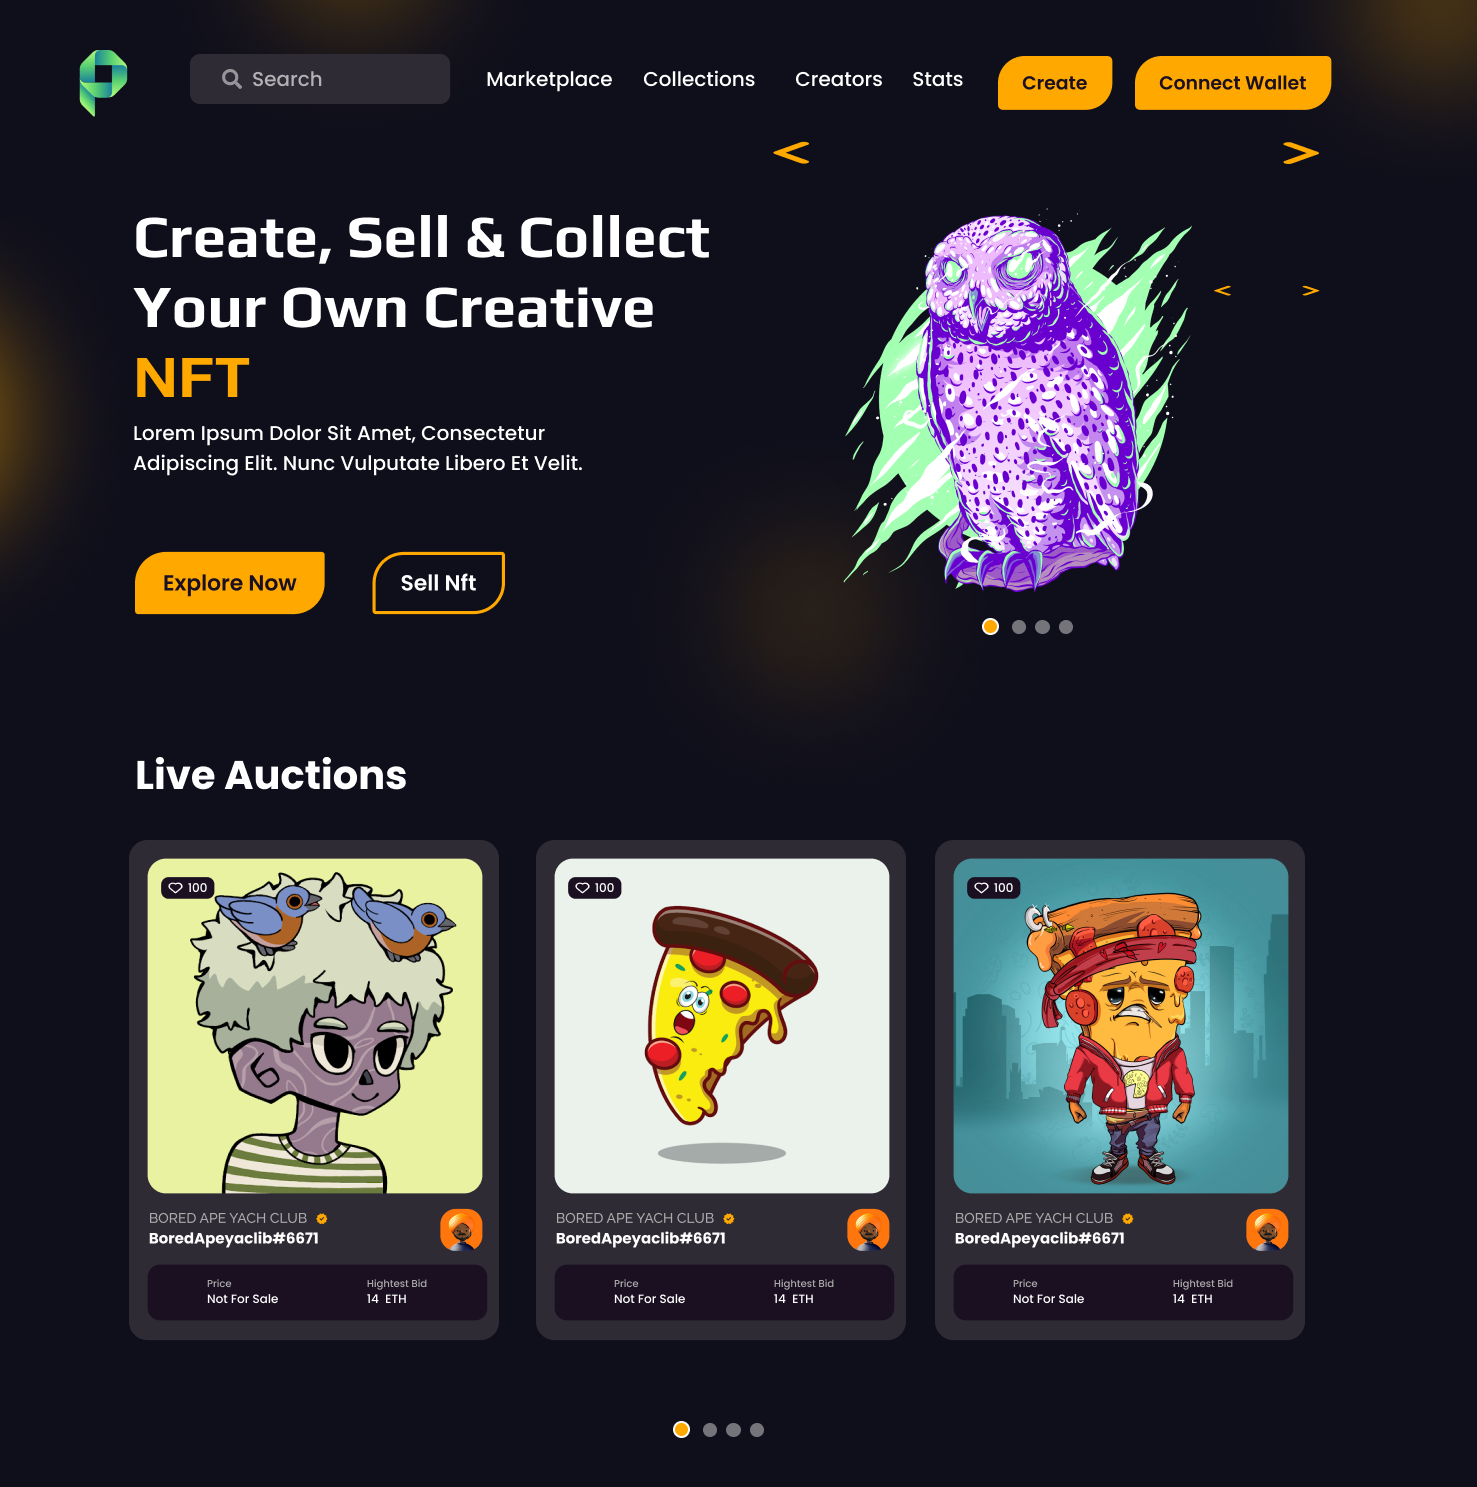 Search
Marketplace
Collections
Creators
Stats
Create
Connect Wallet
<
>
Create, Sell & Collect
Your Own Creative
NFT
<
>
Lorem Ipsum Dolor Sit Amet, Consectetur
Adipiscing Elit. Nunc Vulputate Libero Et Velit.
Explore Now
Sell Nft
Live Auctions
100
BORED APE YACH CLUB
BoredApeyaclib#6671
Price
Hightest Bid
Not For Sale
14 ETH
100
BORED APE YACH CLUB
BoredApeyaclib#6671
Price
Hightest Bid
Not For Sale
14 ETH
100
BORED APE YACH CLUB
BoredApeyaclib#6671
Price
Hightest Bid
Not For Sale
14 ETH